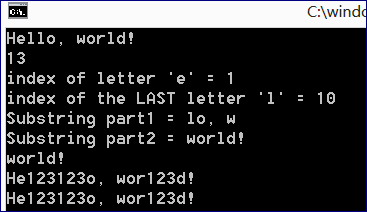 C:\windo
Hello, world!
13
index of letter 'e' = 1
index of the LAST letter 'l' = 10
Substring part1 = lo, w
Substring part2 = world!
world!
He123123o, wor123d!
He123123o, wor123d!